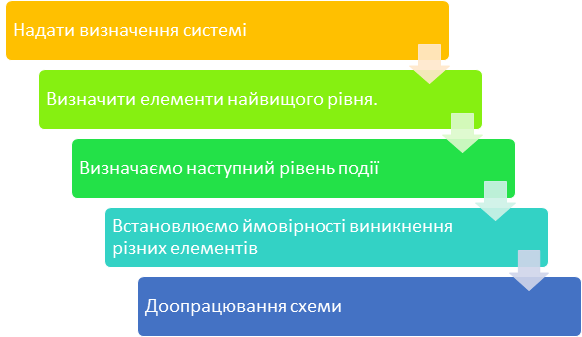 Надати визначення системі
Визначити елементи найвищого рівня.
Визначаємо наступний рівень події
Встановлюємо ймовірності виникнення
різних елементів
Доопрацювання схеми